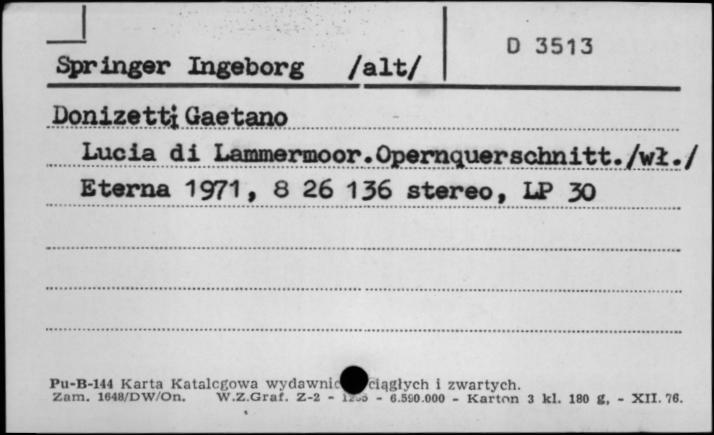 D 3513
Springer Ingeborg /alt/
Donizetti Gaetano
Lucia di Lammermoor.Opernquerschnitt./wł./
Eterna 1971, 8 26 136 stereo, LP 30
Pu-B-144 Karta Katalogowa wydawnic ciągłych i zwartych.
Zam. 1648/DW/On. W.Z.Graf. Z-2 - - 6.590.000 - Karton 3 kl. 180 g, - XII. 76.